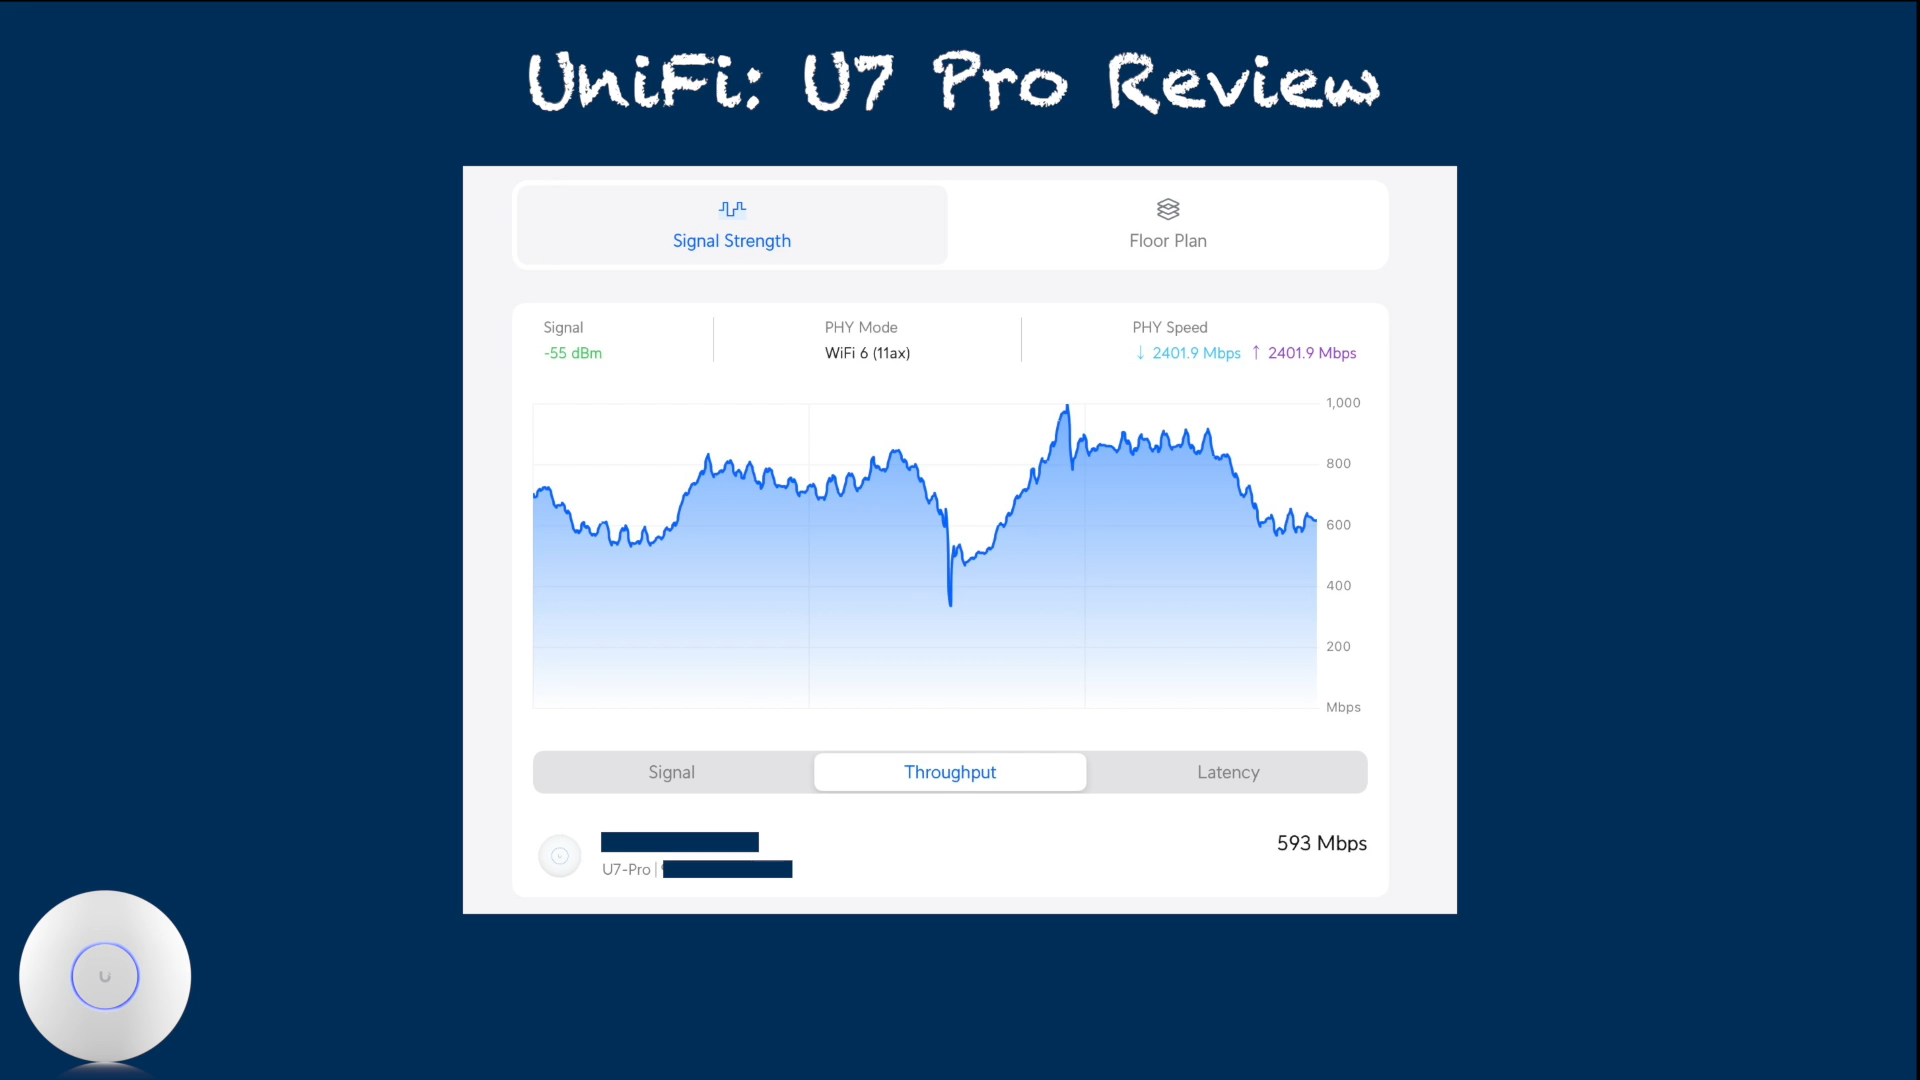 UniFi: U7 Pro Review
Signal Strength
Floor Plan
Signal
-55 dBm
PHY Mode
WiFi 6 (11ax)
PHY Speed
↓ 2401.9 Mbps ↑ 2401.9 Mbps
1,000
800
600
400
200
Mbps
Signal
Throughput
Latency
593 Mbps
U7-Pro |
U